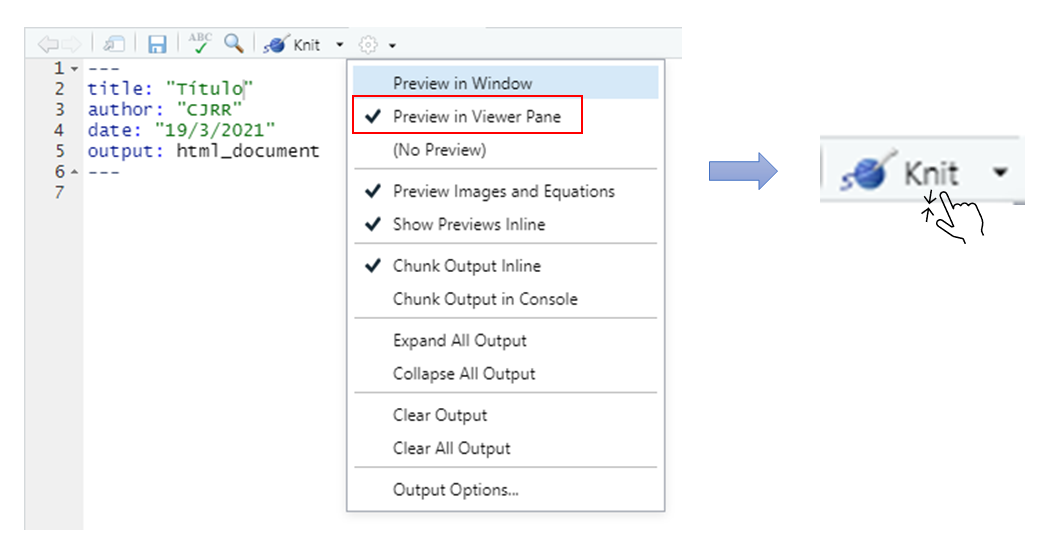 ABC Knit
1 ---
2 title: "Título"
3 author: "CJRR"
4 date: "19/3/2021"
5 output: html_document
6 ---
7
Preview in Window
Preview in Viewer Pane
(No Preview)
Preview Images and Equations
Show Previews Inline
Chunk Output Inline
Chunk Output in Console
Expand All Output
Collapse All Output
Clear Output
Clear All Output
Output Options...
Knit